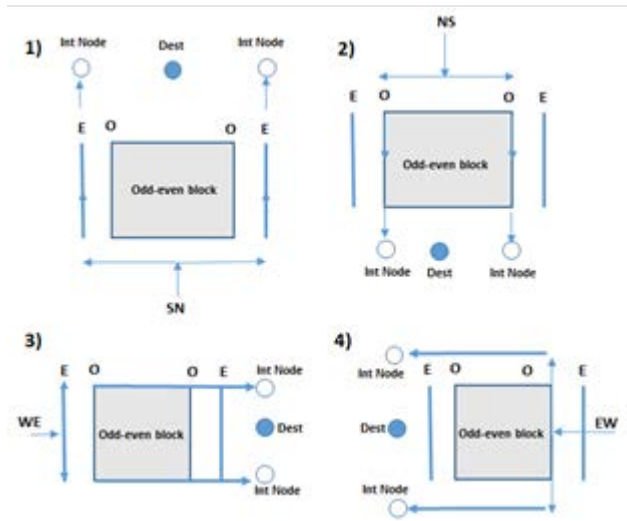 1)
Int Node
Dest
Int Node
E
O
O
E
Odd-even block
SN
2)
NS
E
O
O
E
Odd-even block
Int Node
Dest
Int Node
3)
E
O
O
E
Int Node
WE
Odd-even block
Dest
Int Node
4)
Int Node
E
O
O
E
Dest
Odd-even block
EW
Int Node